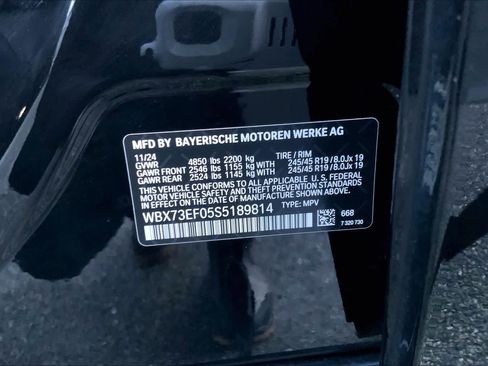 MFD BY BAYERISCHE MOTOREN WERKE AG
11/24 TIRE / RIM
GVWR 4850 lbs 2200 kg
GAWR FRONT 2546 lbs 1155 kg WITH 245/45 R19 / 8.0Jx 19
GAWR REAR 2524 lbs 1145 kg WITH 245/45 R19 / 8.0Jx 19
THIS VEHICLE CONFORMS TO ALL APPLICABLE U.S. FEDERAL
MOTOR VEHICLE SAFETY, BUMPER, AND THEFT PREVENTION
STANDARDS IN EFFECT ON THE DATE OF MANUFACTURE SHOWN ABOVE.
WBX73EF05S5189814 TYPE: MPV
668
7 320 730